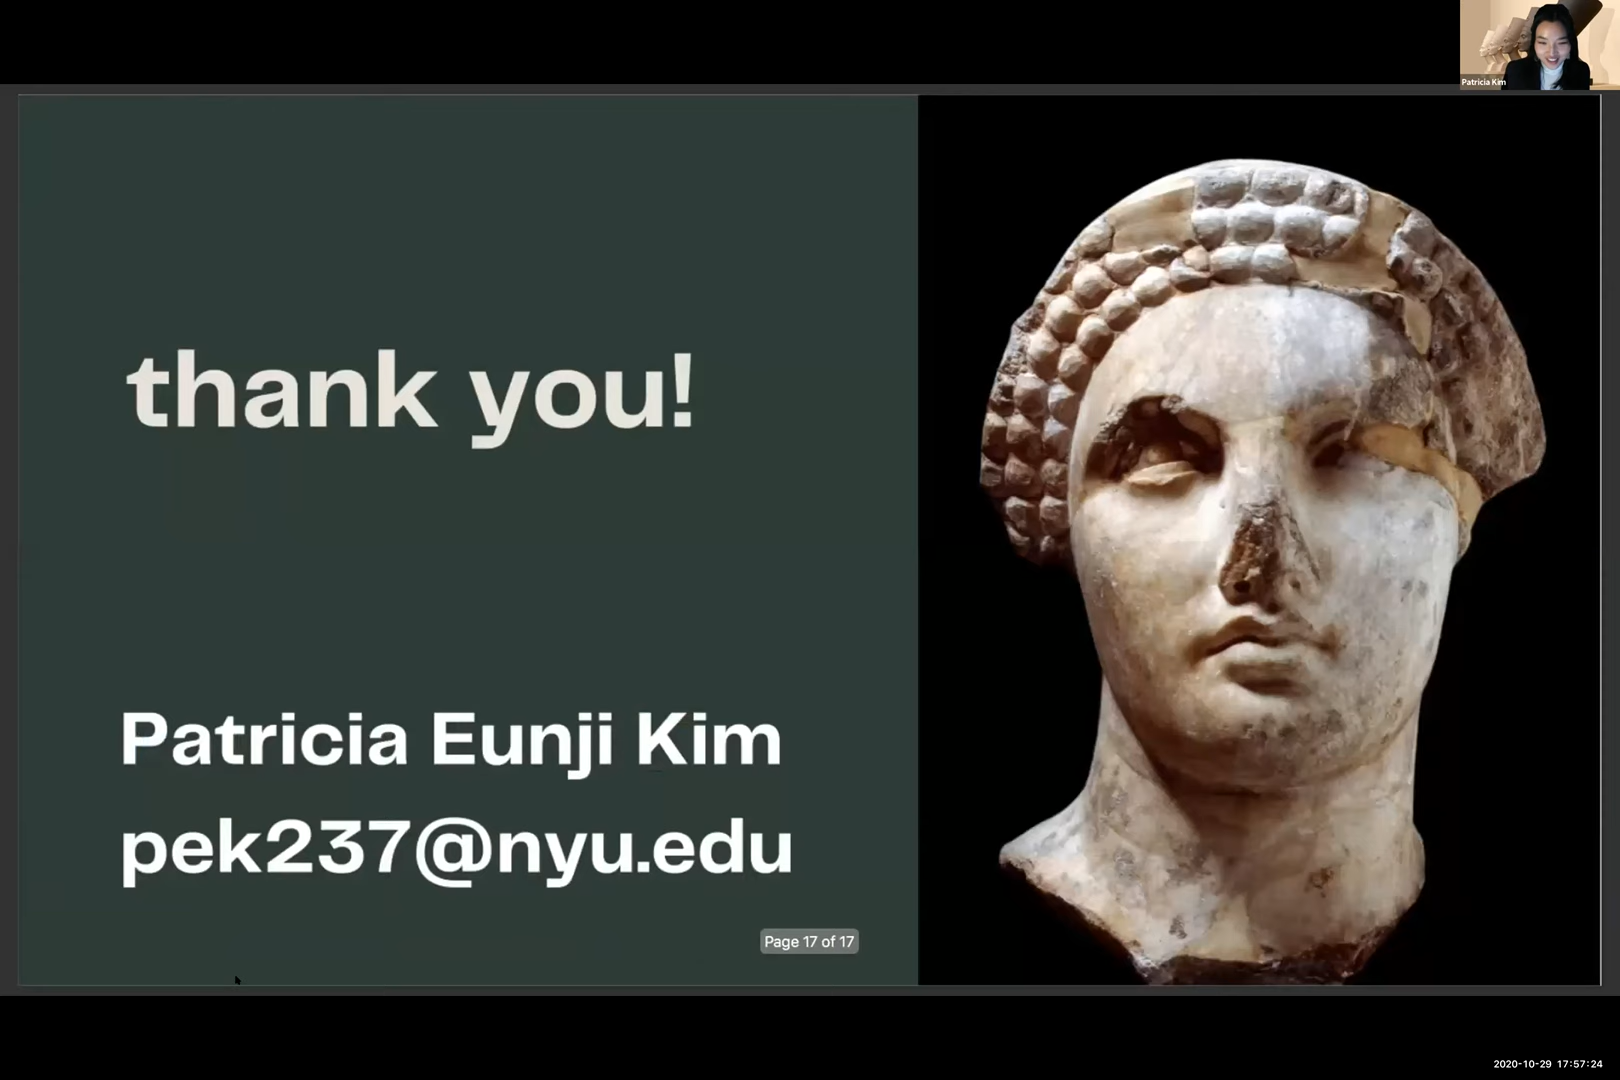 Patricia Kim
thank you!
Patricia Eunji Kim
pek237@nyu.edu
Page 17 of 17
2020-10-29 17:57:24